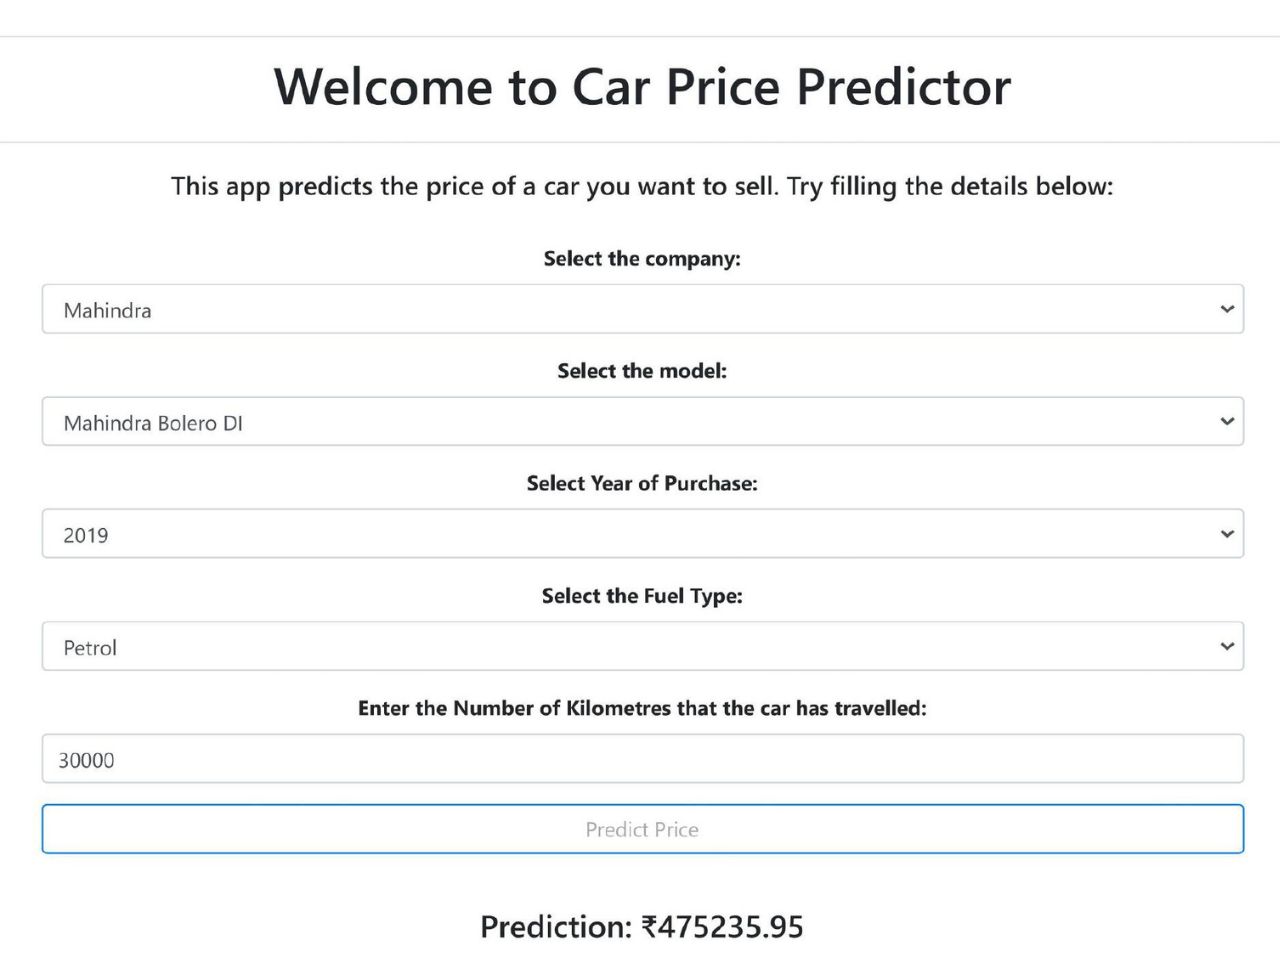 Welcome to Car Price Predictor
This app predicts the price of a car you want to sell. Try filling the details below:
Select the company:
Mahindra
Select the model:
Mahindra Bolero DI
Select Year of Purchase:
2019
Select the Fuel Type:
Petrol
Enter the Number of Kilometres that the car has travelled:
30000
Predict Price
Prediction: ₹475235.95